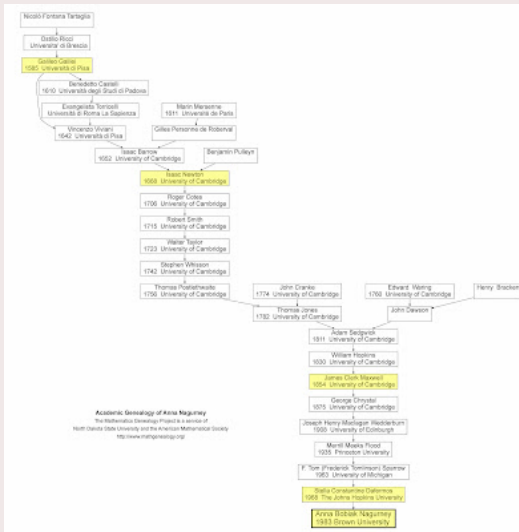 Nicolò Fontana Tartaglia
Ostilio Ricci
Universita' di Brescia
Galileo Galilei
1585 Università di Pisa
Benedetto Castelli
1610 Università degli Studi di Padova
Evangelista Torricelli
Università di Roma La Sapienza
Marin Mersenne
1611 Université de Paris
Vincenzo Viviani
1642 Università di Pisa
Gilles Personne de Roberval
Isaac Barrow
1652 University of Cambridge
Benjamin Pulleyn
Isaac Newton
1668 University of Cambridge
Roger Cotes
1706 University of Cambridge
Robert Smith
1715 University of Cambridge
Walter Taylor
1723 University of Cambridge
Stephen Whisson
1742 University of Cambridge
Thomas Postlethwaite
1756 University of Cambridge
John Cranke
1774 University of Cambridge
Edward Waring
1760 University of Cambridge
Henry Bracken
Thomas Jones
1782 University of Cambridge
John Dawson
Adam Sedgwick
1811 University of Cambridge
William Hopkins
1830 University of Cambridge
James Clerk Maxwell
1854 University of Cambridge
George Chrystal
1875 University of Cambridge
Academic Genealogy of Anna Nagurney
The Mathematics Genealogy Project is a service of
North Dakota State University and the American Mathematical Society
http://www.mathgenealogy.org/
Joseph Henry Maclagan Wedderburn
1908 University of Edinburgh
Merrill Meeks Flood
1935 Princeton University
F. Tom (Frederick Tomlinson) Sparrow
1963 University of Michigan
Stella Constantine Dafermos
1968 The Johns Hopkins University
Anna Bobiak Nagurney
1983 Brown University